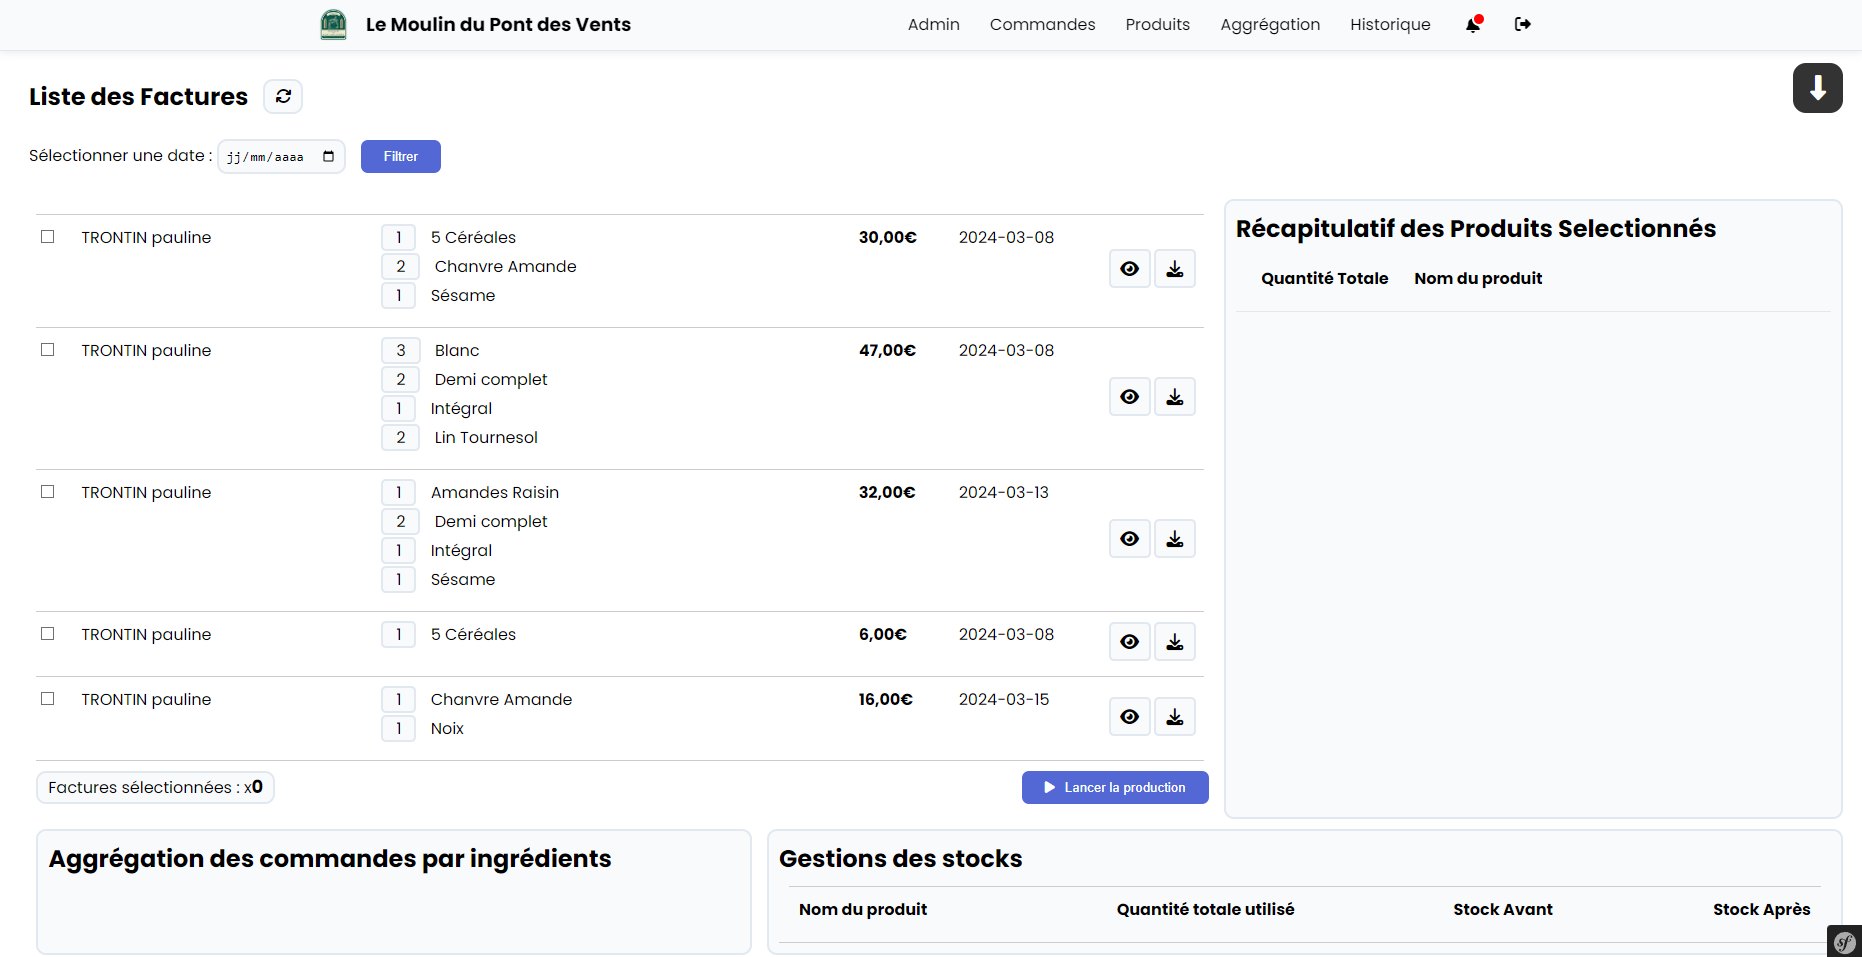 Le Moulin du Pont des Vents
Admin Commandes Produits Aggrégation Historique
Liste des Factures
Sélectionner une date : jj/mm/aaaa Filtrer
TRONTIN pauline 1 5 Céréales 30,00€ 2024-03-08
2 Chanvre Amande
1 Sésame
TRONTIN pauline 3 Blanc 47,00€ 2024-03-08
2 Demi complet
1 Intégral
2 Lin Tournesol
TRONTIN pauline 1 Amandes Raisin 32,00€ 2024-03-13
2 Demi complet
1 Intégral
1 Sésame
TRONTIN pauline 1 5 Céréales 6,00€ 2024-03-08
TRONTIN pauline 1 Chanvre Amande 16,00€ 2024-03-15
1 Noix
Factures sélectionnées : x0 Lancer la production
Récapitulatif des Produits Selectionnés
Quantité Totale Nom du produit
Aggrégation des commandes par ingrédients
Gestions des stocks
Nom du produit Quantité totale utilisé Stock Avant Stock Après
sf